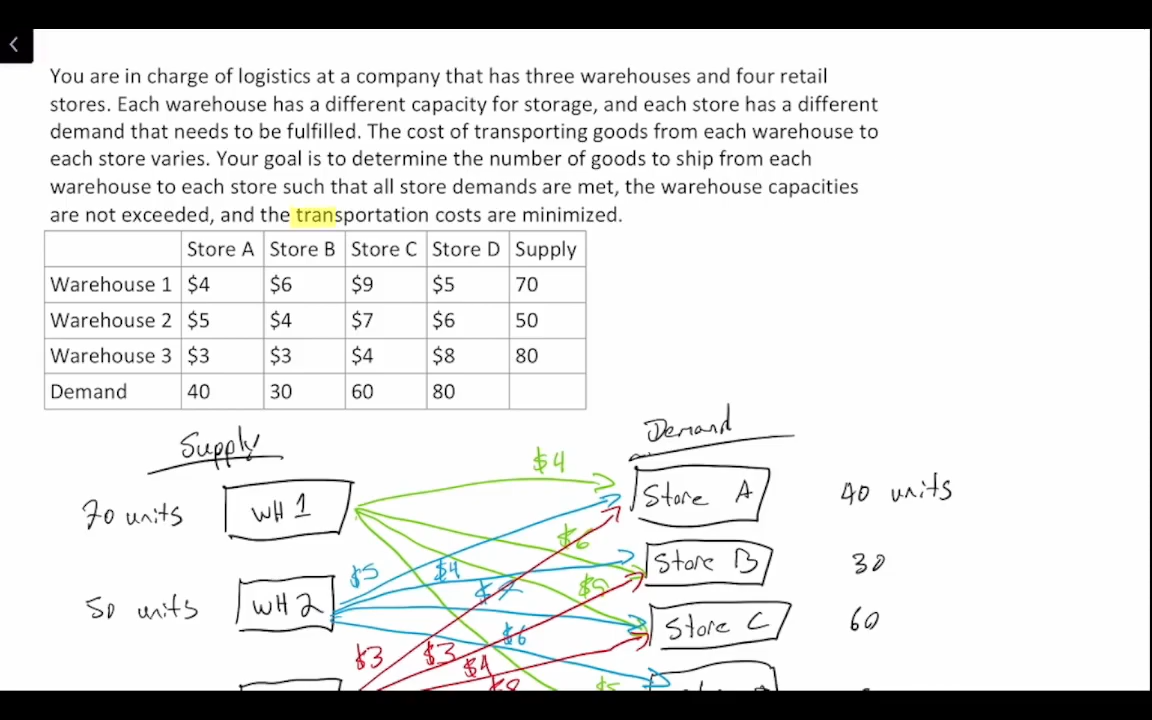 You are in charge of logistics at a company that has three warehouses and four retail
stores. Each warehouse has a different capacity for storage, and each store has a different
demand that needs to be fulfilled. The cost of transporting goods from each warehouse to
each store varies. Your goal is to determine the number of goods to ship from each
warehouse to each store such that all store demands are met, the warehouse capacities
are not exceeded, and the transportation costs are minimized.
Store A Store B Store C Store D Supply
Warehouse 1 $4 $6 $9 $5 70
Warehouse 2 $5 $4 $7 $6 50
Warehouse 3 $3 $3 $4 $8 80
Demand 40 30 60 80
Supply Demand
$4
70 units WH 1 Store A 40 units
$6
$5 $4 Store B 30
$7 $9
50 units WH 2 Store C 60
$6
$3 $3 $4
$8 $5